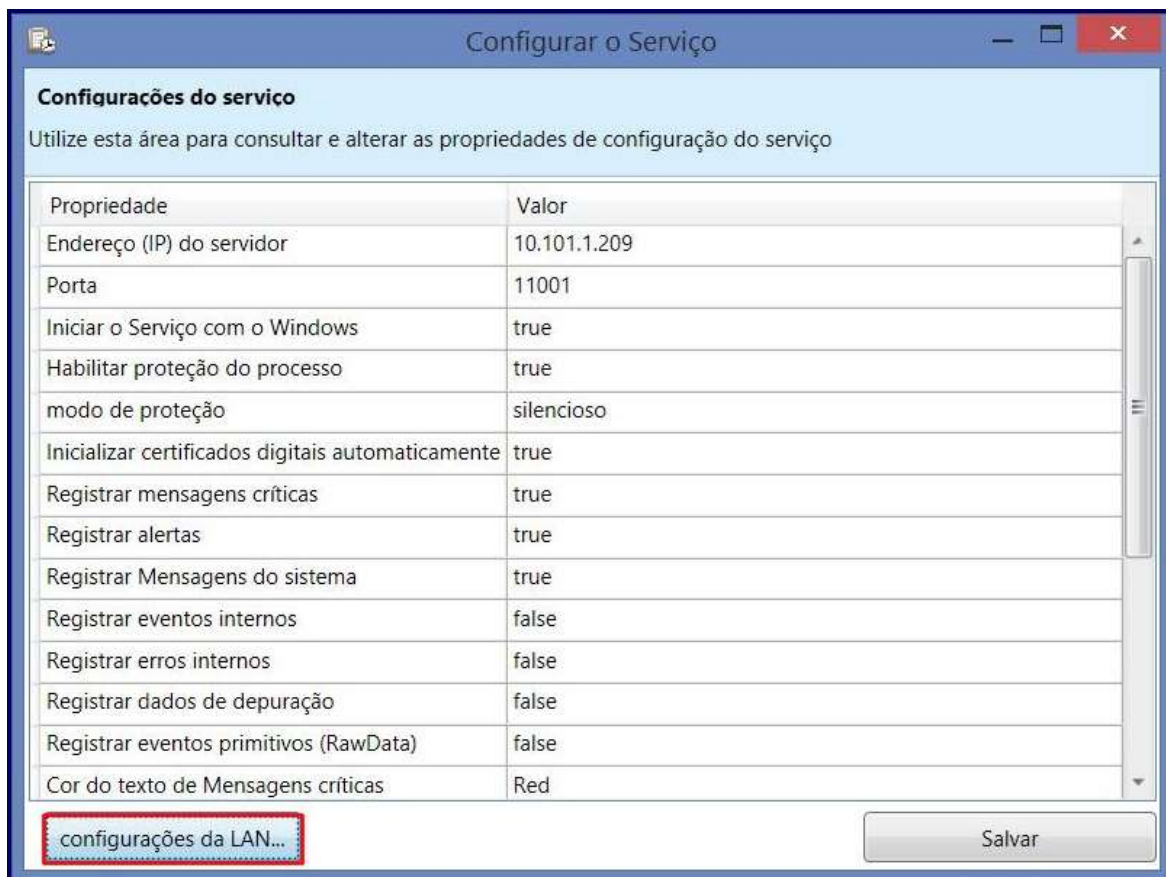 Configurar o Serviço
Configurações do serviço
Utilize esta área para consultar e alterar as propriedades de configuração do serviço
Propriedade Valor
Endereço (IP) do servidor 10.101.1.209
Porta 11001
Iniciar o Serviço com o Windows true
Habilitar proteção do processo true
modo de proteção silencioso
Inicializar certificados digitais automaticamente true
Registrar mensagens críticas true
Registrar alertas true
Registrar Mensagens do sistema true
Registrar eventos internos false
Registrar erros internos false
Registrar dados de depuração false
Registrar eventos primitivos (RawData) false
Cor do texto de Mensagens críticas Red
configurações da LAN... Salvar